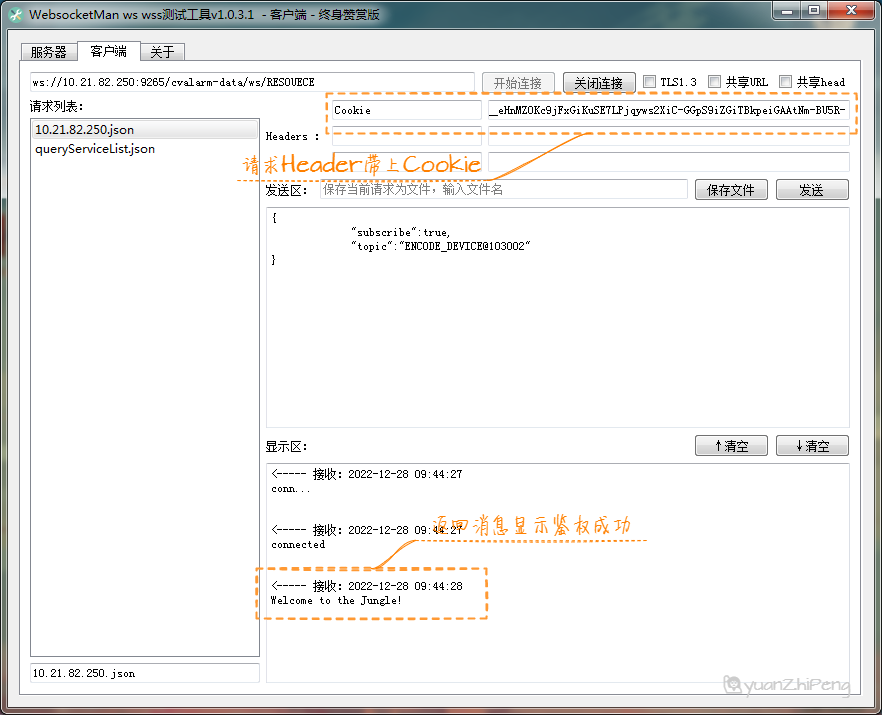 WebsocketMan ws wss测试工具v1.0.3.1 - 客户端 - 终身赞赏版
服务器 客户端 关于
ws://10.21.82.250:9265/cvalarm-data/ws/RESOUECE 开始连接 关闭连接 TLS1.3 共享URL 共享head
请求列表:
Cookie __eHnMZOKc9jFxGiKuSE7LPjqyws2XiC-GGpS9iZGiTBkpeiGAAtNm-BU5R-
10.21.82.250.json
Headers :
queryServiceList.json
请求Header带上Cookie
发送区: 保存当前请求为文件，输入文件名 保存文件 发送
{
"subscribe":true,
"topic":"ENCODE_DEVICE@103002"
}
显示区: ↑清空 ↓清空
<----- 接收: 2022-12-28 09:44:27
conn...
<----- 接收: 2022-12-28 09:44:27
返回消息显示鉴权成功
connected
<----- 接收: 2022-12-28 09:44:28
Welcome to the Jungle!
10.21.82.250.json
yuanZhiPeng